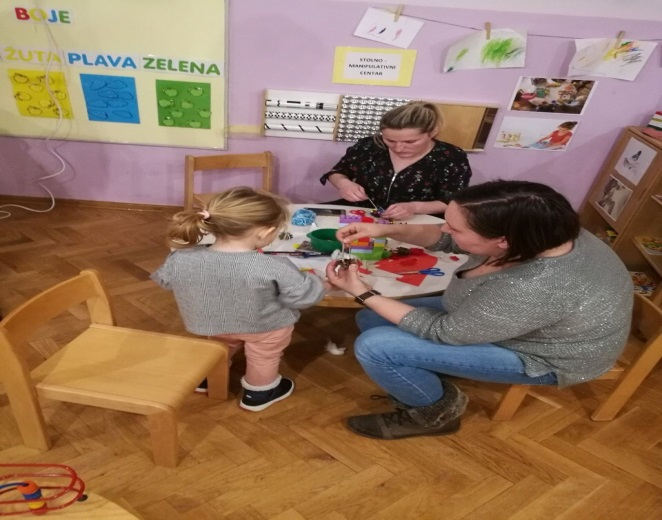 BOJE
ŽUTA PLAVA ZELENA
STOLNO -
MANIPULATIVNI
CENTAR